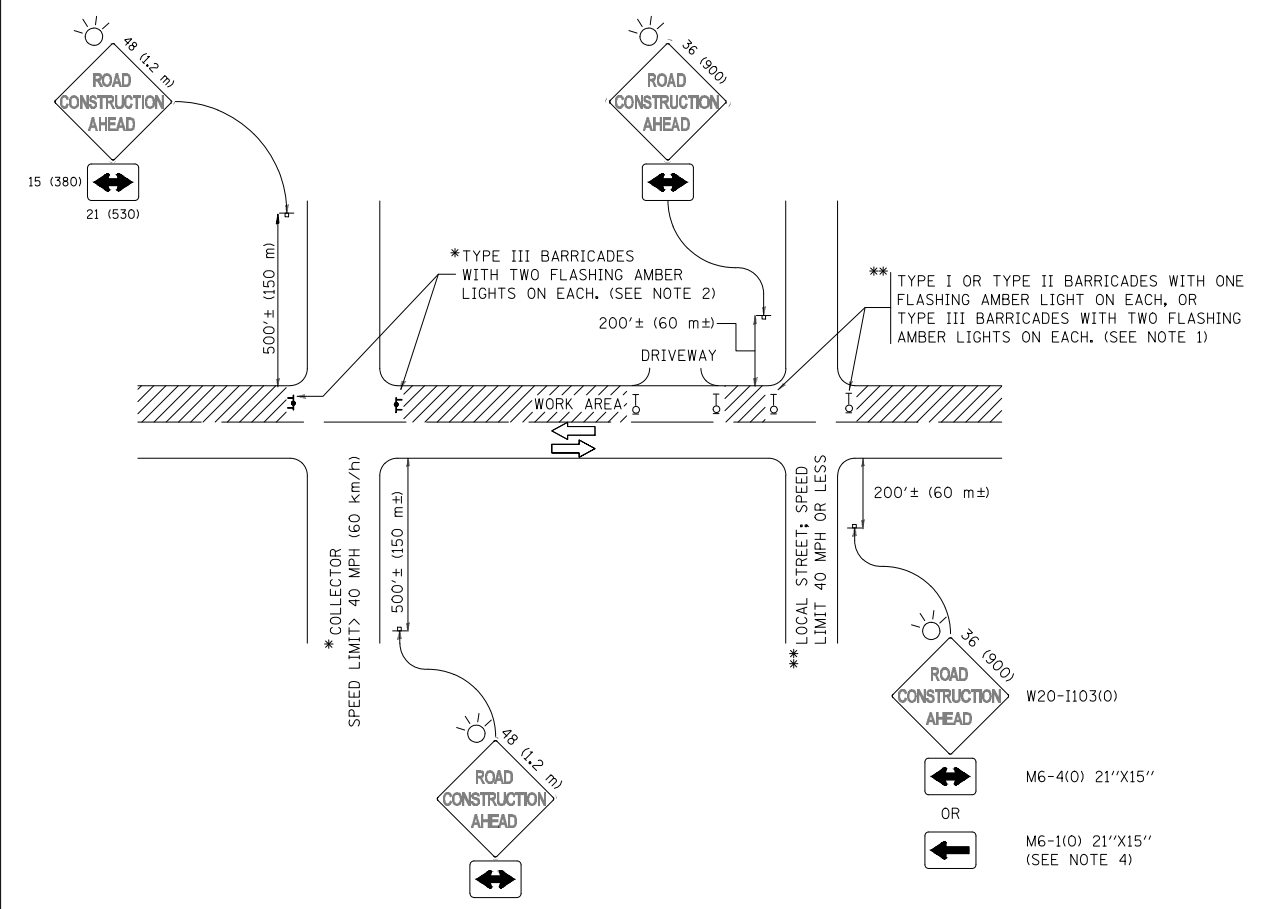 48 (1.2 m)
ROAD
CONSTRUCTION
AHEAD
15 (380)
21 (530)
500'± (150 m)
36 (900)
ROAD
CONSTRUCTION
AHEAD
*TYPE III BARRICADES
WITH TWO FLASHING AMBER
LIGHTS ON EACH. (SEE NOTE 2)
200'± (60 m±)
DRIVEWAY
** TYPE I OR TYPE II BARRICADES WITH ONE
FLASHING AMBER LIGHT ON EACH, OR
TYPE III BARRICADES WITH TWO FLASHING
AMBER LIGHTS ON EACH. (SEE NOTE 1)
WORK AREA
* COLLECTOR
SPEED LIMIT> 40 MPH (60 km/h)
500'± (150 m±)
** LOCAL STREET; SPEED
LIMIT 40 MPH OR LESS
200'± (60 m±)
48 (1.2 m)
ROAD
CONSTRUCTION
AHEAD
36 (900)
ROAD
CONSTRUCTION
AHEAD
W20-I103(0)
M6-4(0) 21''X15''
OR
M6-1(0) 21''X15''
(SEE NOTE 4)